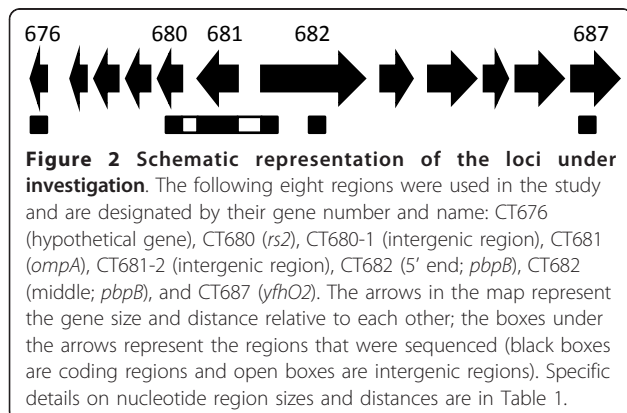 676 680 681 682 687
Figure 2 Schematic representation of the loci under
investigation. The following eight regions were used in the study
and are designated by their gene number and name: CT676
(hypothetical gene), CT680 (rs2), CT680-1 (intergenic region), CT681
(ompA), CT681-2 (intergenic region), CT682 (5′ end; pbpB), CT682
(middle; pbpB), and CT687 (yfhO2). The arrows in the map represent
the gene size and distance relative to each other; the boxes under
the arrows represent the regions that were sequenced (black boxes
are coding regions and open boxes are intergenic regions). Specific
details on nucleotide region sizes and distances are in Table 1.